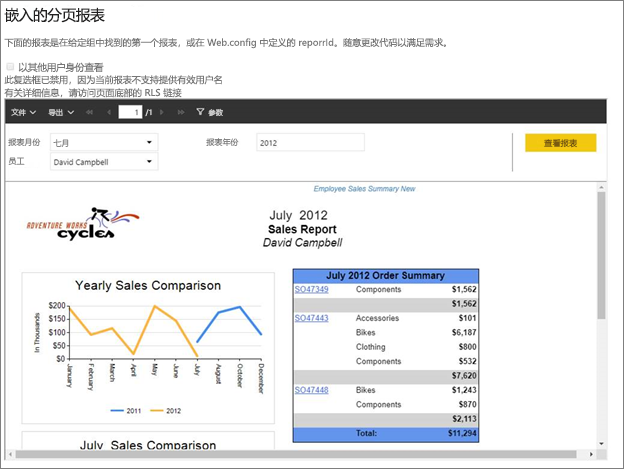 嵌入的分页报表
下面的报表是在给定组中找到的第一个报表，或在 Web.config 中定义的 reporrId。随意更改代码以满足需求。
以其他用户身份查看
此复选框已禁用，因为当前报表不支持提供有效用户名
有关详细信息，请访问页面底部的 RLS 链接
文件 导出 1 /1 参数
报表月份 七月 报表年份 2012 查看报表
员工 David Campbell
Employee Sales Summary New
ADVENTURE WORKS
cycles
July 2012
Sales Report
David Campbell
Yearly Sales Comparison
In Thousands
$200
$150
$100
$50
$0
January February March April May June July August October December
2011 2012
July Sales Comparison
July 2012 Order Summary
SO47349 Components $1,562
$1,562
SO47443 Accessories $101
Bikes $6,187
Clothing $800
Components $532
$7,620
SO47448 Bikes $1,243
Components $870
$2,113
Total: $11,294